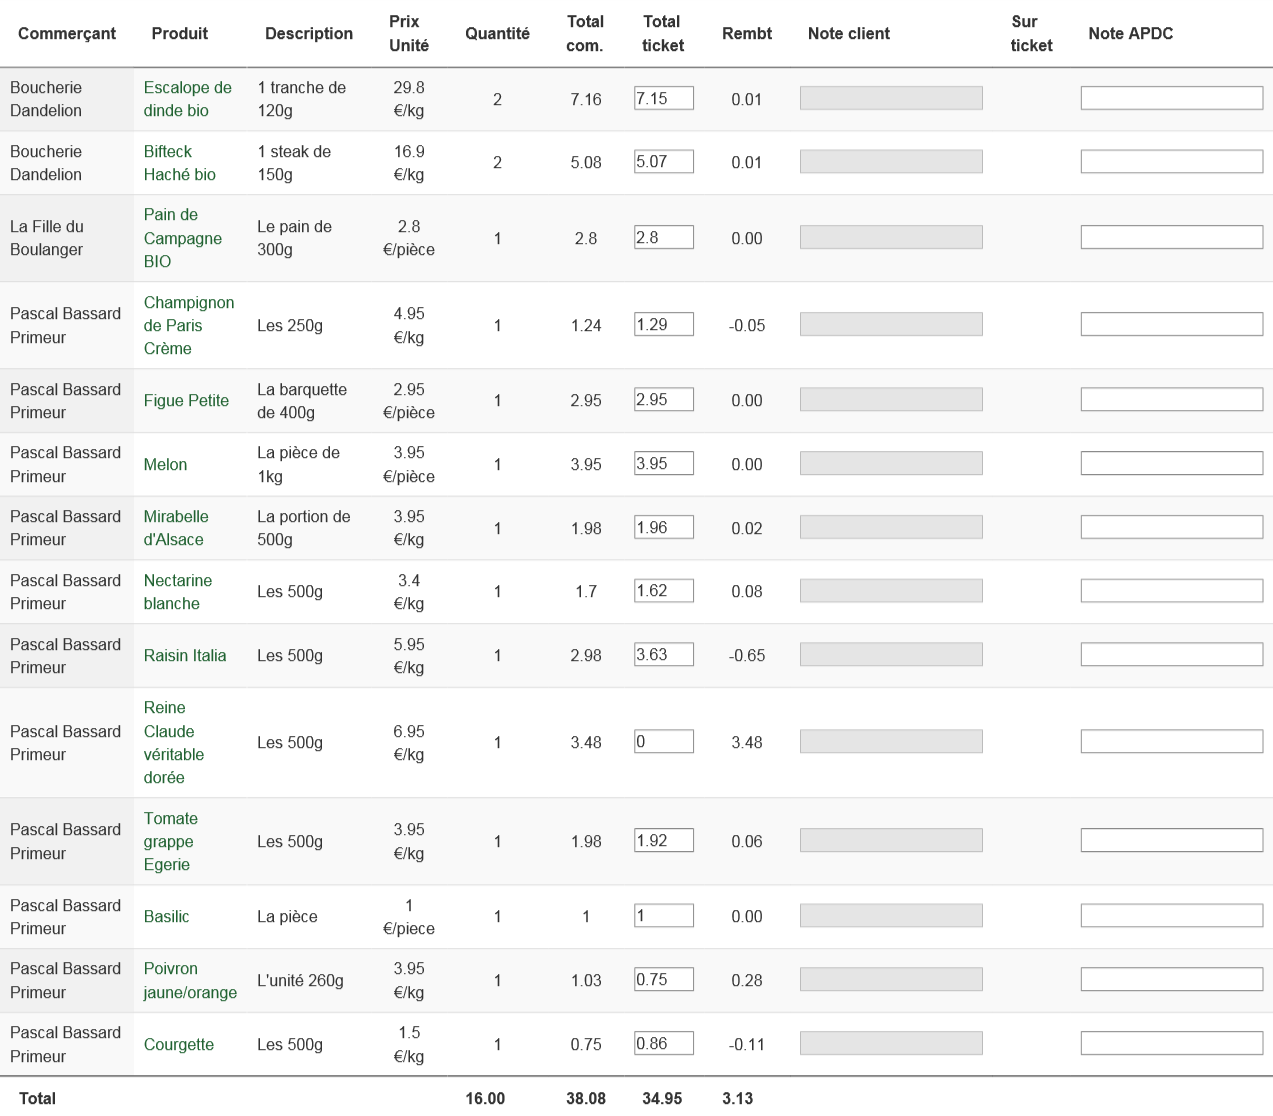 Commerçant Produit Description Prix Unité Quantité Total com. Total ticket Rembt Note client Sur ticket Note APDC
Boucherie Dandelion Escalope de dinde bio 1 tranche de 120g 29.8 €/kg 2 7.16 7.15 0.01
Boucherie Dandelion Bifteck Haché bio 1 steak de 150g 16.9 €/kg 2 5.08 5.07 0.01
La Fille du Boulanger Pain de Campagne BIO Le pain de 300g 2.8 €/pièce 1 2.8 2.8 0.00
Pascal Bassard Primeur Champignon de Paris Crème Les 250g 4.95 €/kg 1 1.24 1.29 -0.05
Pascal Bassard Primeur Figue Petite La barquette de 400g 2.95 €/pièce 1 2.95 2.95 0.00
Pascal Bassard Primeur Melon La pièce de 1kg 3.95 €/pièce 1 3.95 3.95 0.00
Pascal Bassard Primeur Mirabelle d'Alsace La portion de 500g 3.95 €/kg 1 1.98 1.96 0.02
Pascal Bassard Primeur Nectarine blanche Les 500g 3.4 €/kg 1 1.7 1.62 0.08
Pascal Bassard Primeur Raisin Italia Les 500g 5.95 €/kg 1 2.98 3.63 -0.65
Pascal Bassard Primeur Reine Claude véritable dorée Les 500g 6.95 €/kg 1 3.48 0 3.48
Pascal Bassard Primeur Tomate grappe Egerie Les 500g 3.95 €/kg 1 1.98 1.92 0.06
Pascal Bassard Primeur Basilic La pièce 1 €/piece 1 1 1 0.00
Pascal Bassard Primeur Poivron jaune/orange L'unité 260g 3.95 €/kg 1 1.03 0.75 0.28
Pascal Bassard Primeur Courgette Les 500g 1.5 €/kg 1 0.75 0.86 -0.11
Total 16.00 38.08 34.95 3.13